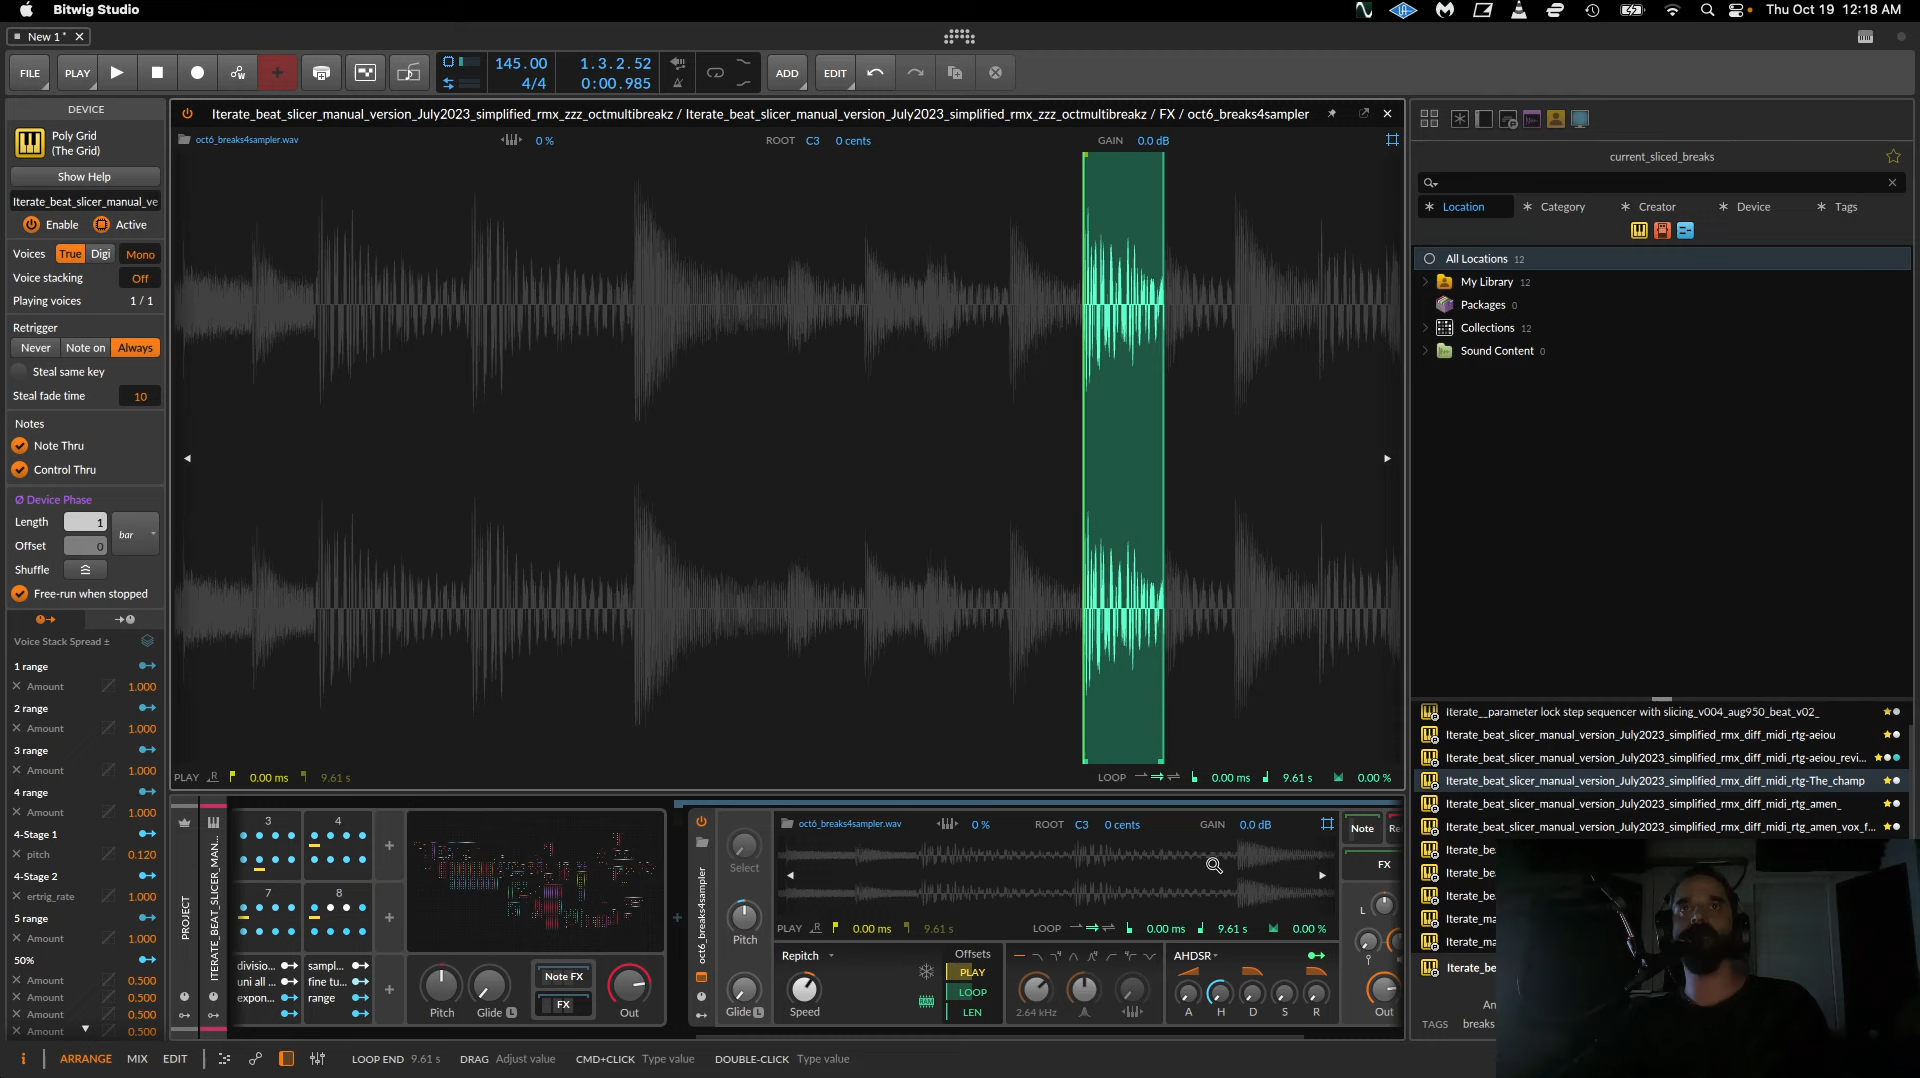 Bitwig Studio
Thu Oct 19 12:18 AM
New 1*
FILE
PLAY
145.00
4/4
1.3.2.52
0:00.985
ADD
EDIT
DEVICE
Poly Grid
(The Grid)
Show Help
Iterate_beat_slicer_manual_ve
Enable
Active
Voices
True
Digi
Mono
Voice stacking
Off
Playing voices
1 / 1
Retrigger
Never
Note on
Always
Steal same key
Steal fade time
10
Notes
Note Thru
Control Thru
Ø Device Phase
Length
1
bar
Offset
0
Shuffle
Free-run when stopped
Voice Stack Spread ±
1 range
Amount
1.000
2 range
Amount
1.000
3 range
Amount
1.000
4 range
Amount
1.000
4-Stage 1
pitch
0.120
4-Stage 2
ertrig_rate
1.000
5 range
Amount
1.000
50%
Amount
0.500
Amount
0.500
Amount
0.500
Amount
0.500
Iterate_beat_slicer_manual_version_July2023_simplified_rmx_zzz_octmultibreakz / Iterate_beat_slicer_manual_version_July2023_simplified_rmx_zzz_octmultibreakz / FX / oct6_breaks4sampler
oct6_breaks4sampler.wav
0 %
ROOT C3 0 cents
GAIN 0.0 dB
PLAY
0.00 ms
9.61 s
LOOP
0.00 ms
9.61 s
0.00 %
PROJECT
ITERATE_BEAT_SLICER_MAN...
3
4
7
8
divisio...
uni all ...
expon...
sampl...
fine tu...
range
Pitch
Glide
L
Note FX
FX
Out
oct6_breaks4sampler
Select
Pitch
Glide
L
oct6_breaks4sampler.wav
0 %
ROOT C3 0 cents
GAIN 0.0 dB
PLAY
0.00 ms
9.61 s
LOOP
0.00 ms
9.61 s
0.00 %
Repitch
Speed
Offsets
PLAY
LOOP
LEN
2.64 kHz
AHDSR
A
H
D
S
R
Note
FX
L
Out
current_sliced_breaks
Location
Category
Creator
Device
Tags
All Locations 12
My Library 12
Packages 0
Collections 12
Sound Content 0
Iterate__parameter lock step sequencer with slicing_v004_aug950_beat_v02_
Iterate_beat_slicer_manual_version_July2023_simplified_rmx_diff_midi_rtg-aeiou
Iterate_beat_slicer_manual_version_July2023_simplified_rmx_diff_midi_rtg-aeiou_revi...
Iterate_beat_slicer_manual_version_July2023_simplified_rmx_diff_midi_rtg-The_champ
Iterate_beat_slicer_manual_version_July2023_simplified_rmx_diff_midi_rtg_amen_
Iterate_beat_slicer_manual_version_July2023_simplified_rmx_diff_midi_rtg_amen_vox_f...
Iterate_be
Iterate_be
Iterate_be
Iterate_ma
Iterate_ma
Iterate_be
An
TAGS
breaks
i
ARRANGE
MIX
EDIT
LOOP END 9.61 s
DRAG Adjust value
CMD+CLICK Type value
DOUBLE-CLICK Type value